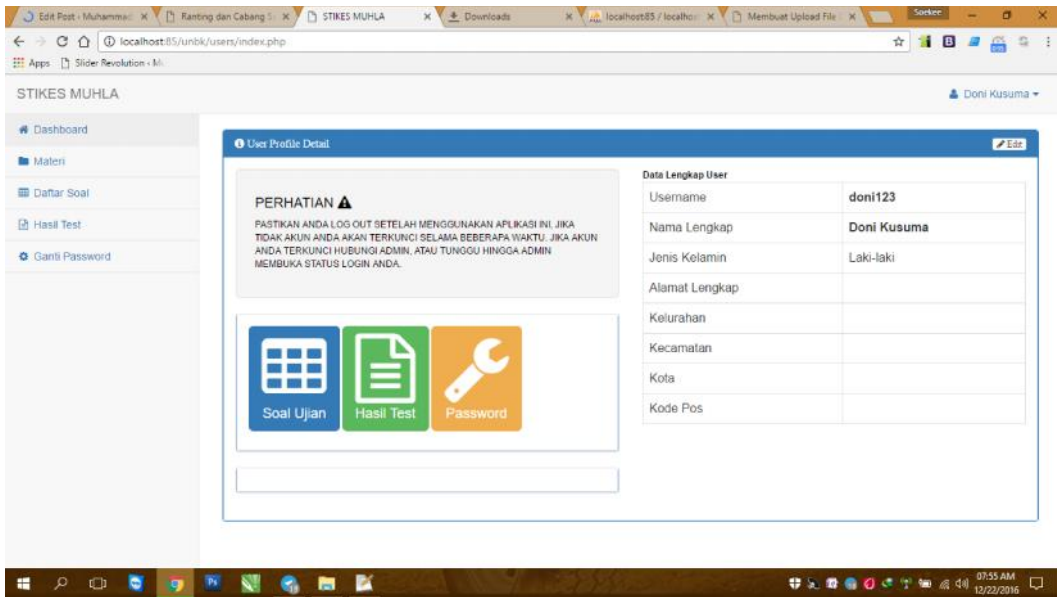 Edit Post ‹ Muhammad
Ranting dan Cabang S
STIKES MUHLA
Downloads
localhost:85 / localhos
Membuat Upload File
Soekee
localhost:85/unbk/users/index.php
Apps
Slider Revolution ‹ M
STIKES MUHLA
Doni Kusuma
Dashboard
Materi
Daftar Soal
Hasil Test
Ganti Password
User Profile Detail
Edit
PERHATIAN
PASTIKAN ANDA LOG OUT SETELAH MENGGUNAKAN APLIKASI INI, JIKA
TIDAK AKUN ANDA AKAN TERKUNCI SELAMA BEBERAPA WAKTU. JIKA AKUN
ANDA TERKUNCI HUBUNGI ADMIN, ATAU TUNGGU HINGGA ADMIN
MEMBUKA STATUS LOGIN ANDA.
Soal Ujian
Hasil Test
Password
Data Lengkap User
Username doni123
Nama Lengkap Doni Kusuma
Jenis Kelamin Laki-laki
Alamat Lengkap
Kelurahan
Kecamatan
Kota
Kode Pos
Ps
07:55 AM
12/22/2016